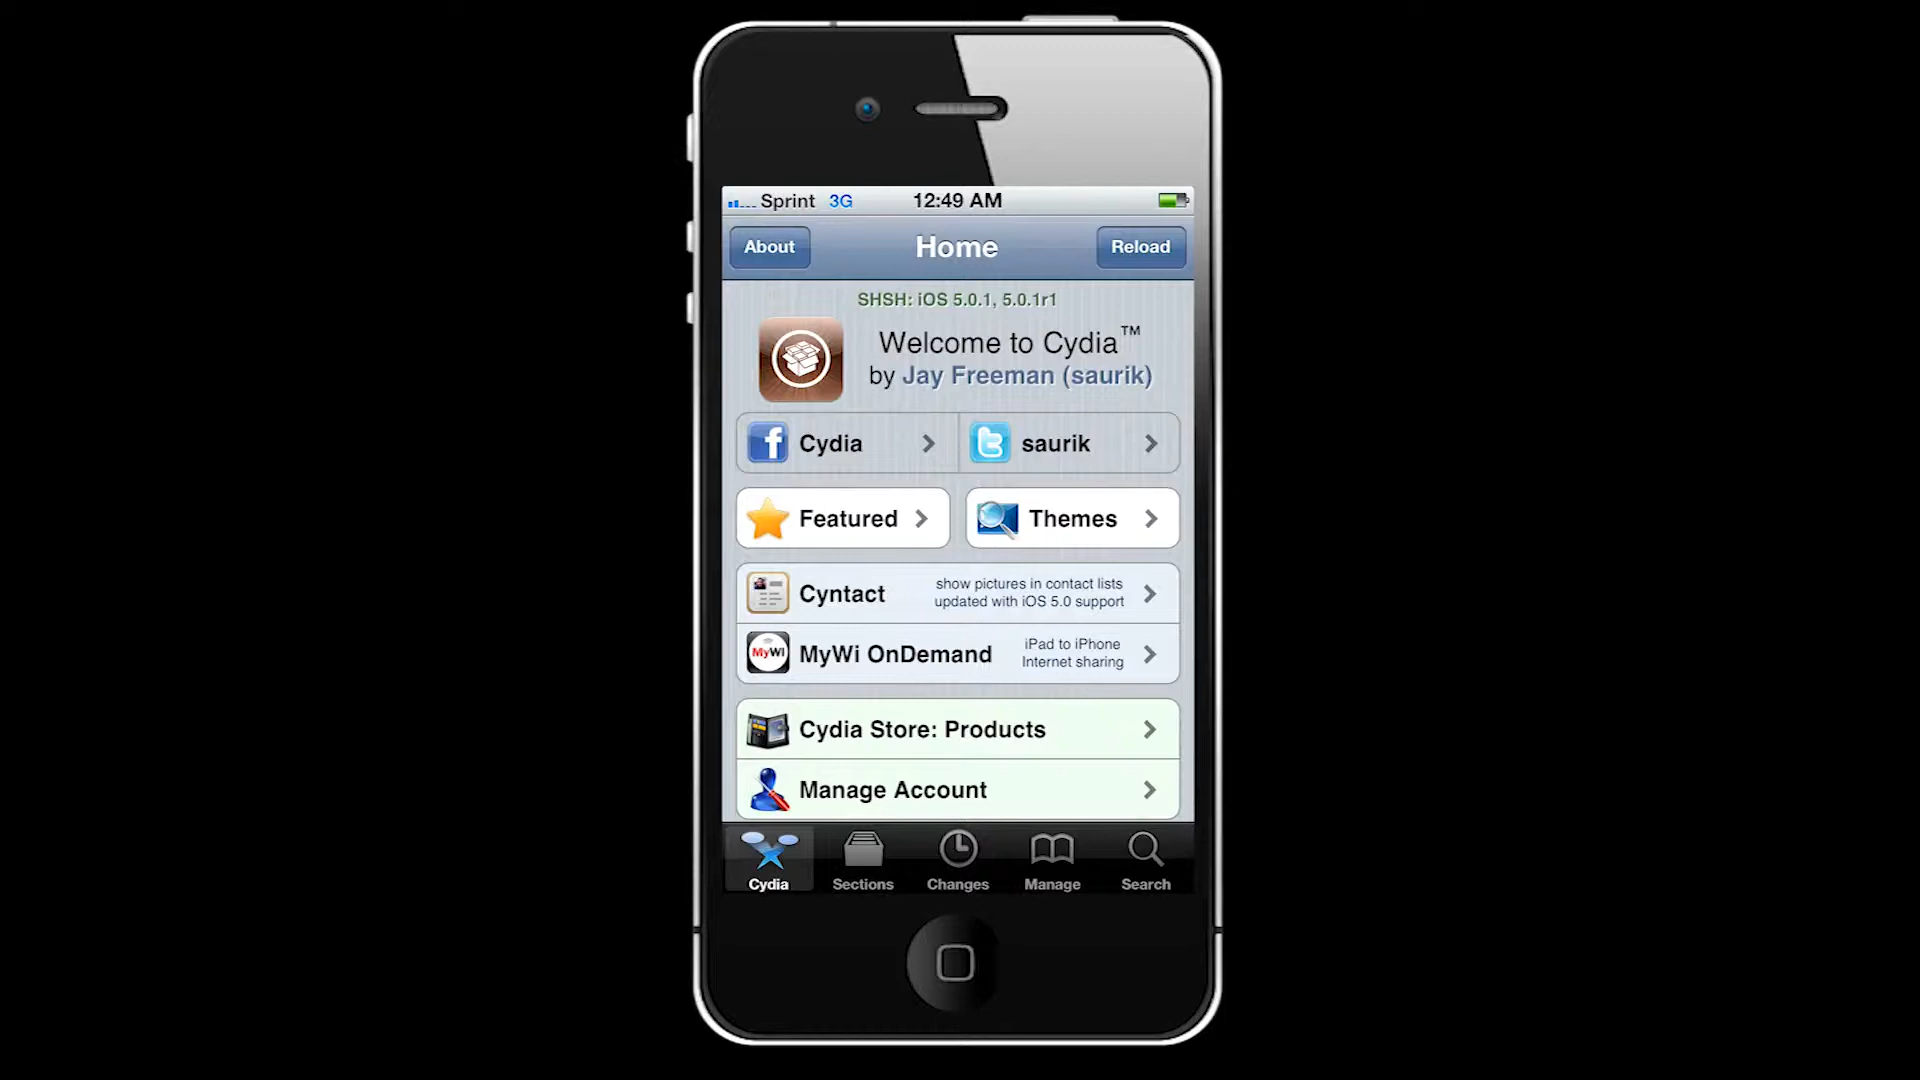 Sprint 3G 12:49 AM
About Home Reload
SHSH: iOS 5.0.1, 5.0.1r1
Welcome to Cydia™
by Jay Freeman (saurik)
Cydia
saurik
Featured
Themes
Cyntact
show pictures in contact lists
updated with iOS 5.0 support
MyWi
MyWi OnDemand
iPad to iPhone
Internet sharing
Cydia Store: Products
Manage Account
Cydia Sections Changes Manage Search